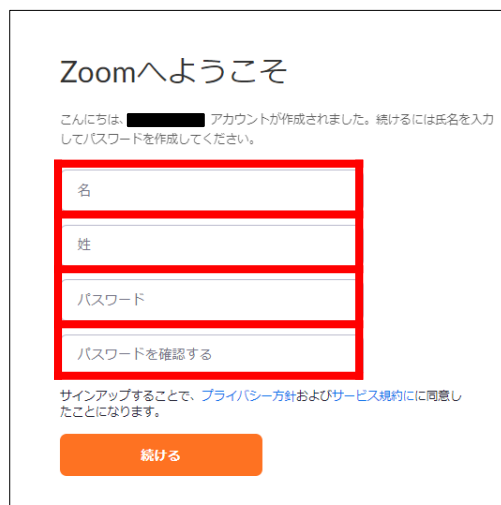 Zoomへようこそ
こんにちは、 アカウントが作成されました。続けるには氏名を入力
してパスワードを作成してください。
名
姓
パスワード
パスワードを確認する
サインアップすることで、プライバシー方針およびサービス規約にに同意し
たことになります。
続ける